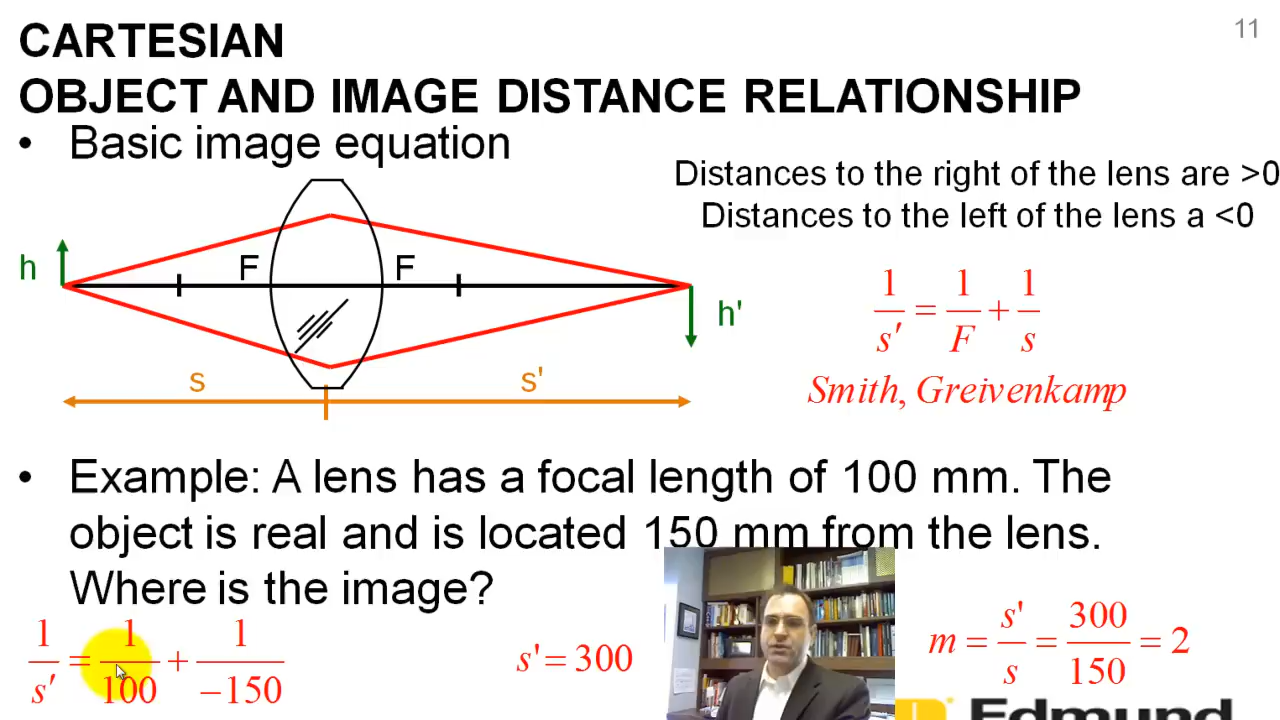 11
CARTESIAN
OBJECT AND IMAGE DISTANCE RELATIONSHIP
• Basic image equation
Distances to the right of the lens are >0
Distances to the left of the lens a <0
h F F h'
s s'
1/s′ = 1/F + 1/s
Smith, Greivenkamp
• Example: A lens has a focal length of 100 mm. The
object is real and is located 150 mm from the lens.
Where is the image?
1/s′ = 1/100 + 1/−150
s' = 300
m = s'/s = 300/150 = 2
Edmund